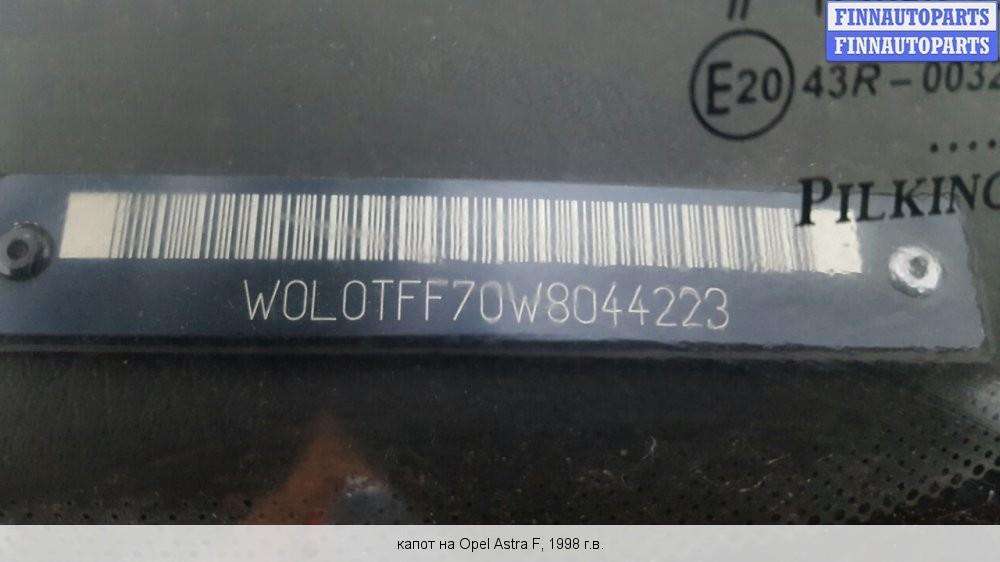 FINNAUTOPARTS
FINNAUTOPARTS
E20 43R-0032
PILKING
W0L0TFF70W8044223
капот на Opel Astra F, 1998 г.в.